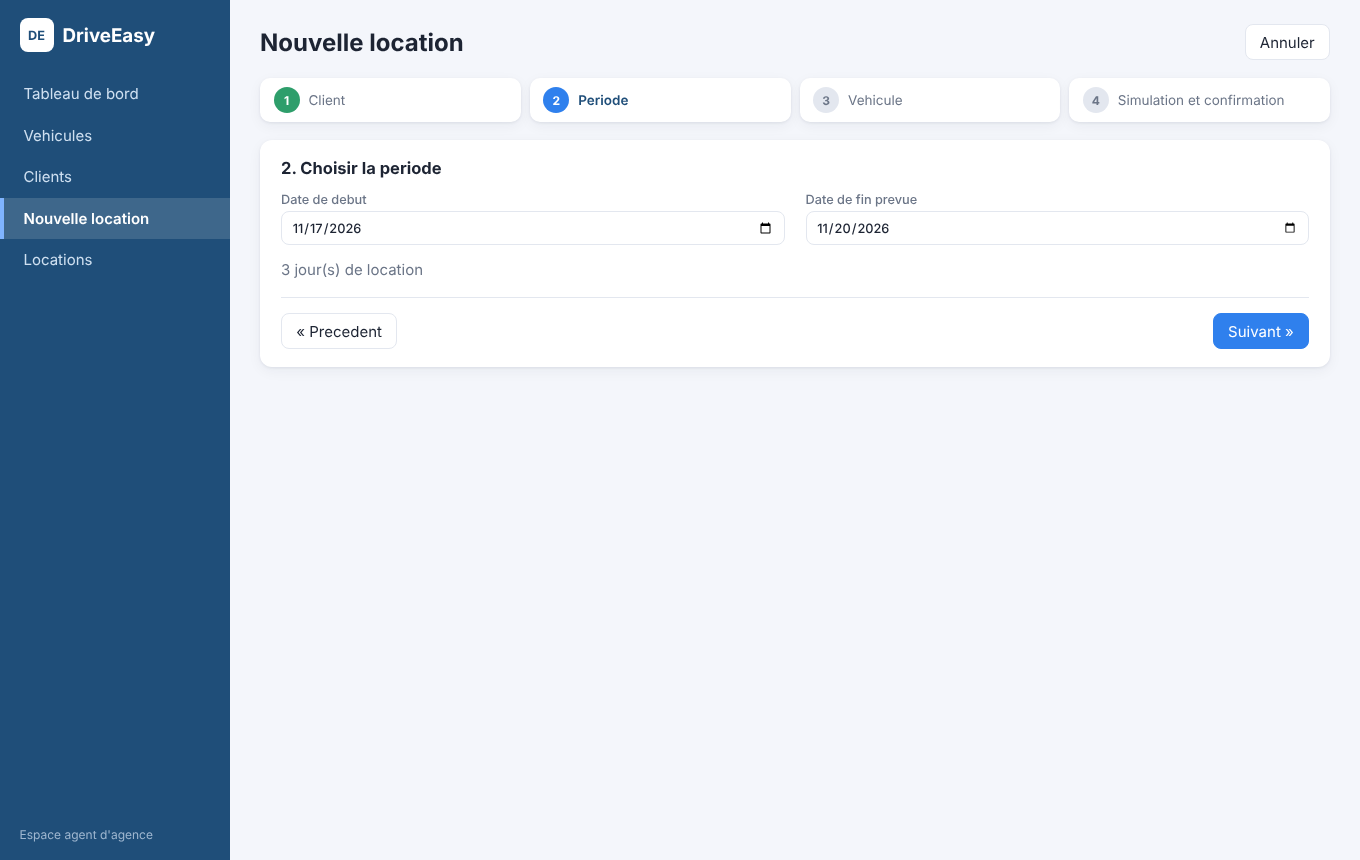 DE DriveEasy
Tableau de bord
Vehicules
Clients
Nouvelle location
Locations
Espace agent d'agence
Nouvelle location
Annuler
1 Client
2 Periode
3 Vehicule
4 Simulation et confirmation
2. Choisir la periode
Date de debut
11/17/2026
Date de fin prevue
11/20/2026
3 jour(s) de location
« Precedent
Suivant »